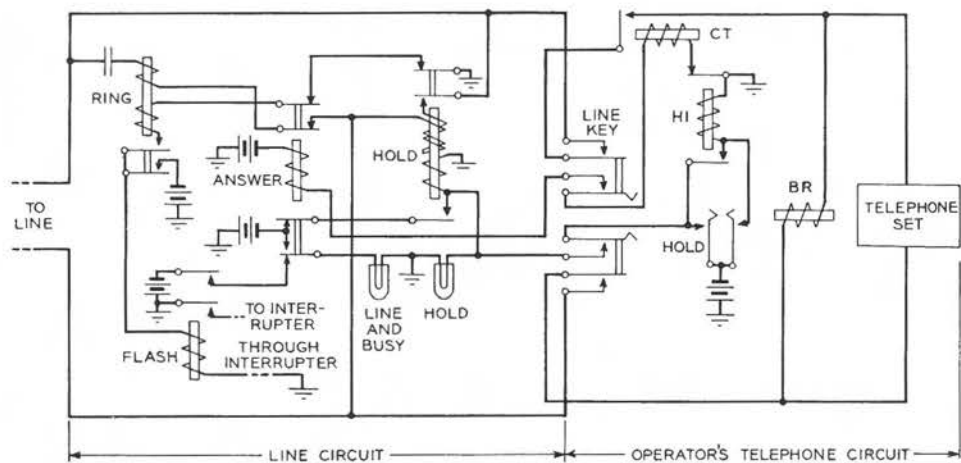 CT
RING
HI
LINE
KEY
HOLD
ANSWER
BR
TO
LINE
TELEPHONE
SET
HOLD
TO INTER-
RUPTER
LINE
AND
BUSY
HOLD
FLASH
THROUGH
INTERRUPTER
LINE CIRCUIT
OPERATOR'S TELEPHONE CIRCUIT